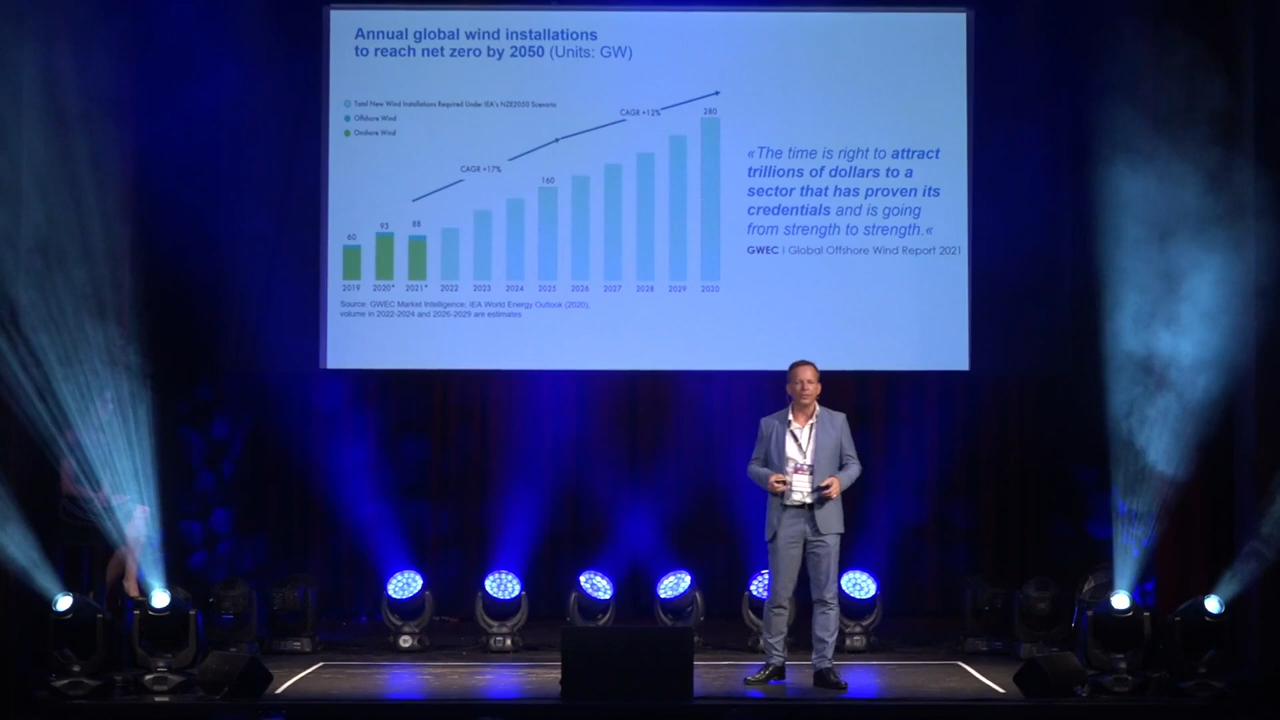 Annual global wind installations
to reach net zero by 2050 (Units: GW)
Total New Wind Installations Required Under IEA's NZE2050 Scenario
Offshore Wind
Onshore Wind
CAGR +17%
CAGR +12%
60
93
88
160
280
2019 2020* 2021* 2022 2023 2024 2025 2026 2027 2028 2029 2020
Source: GWEC Market Intelligence; IEA World Energy Outlook (2020),
volume in 2022-2024 and 2026-2029 are estimates
«The time is right to attract
trillions of dollars to a
sector that has proven its
credentials and is going
from strength to strength.«
GWEC | Global Offshore Wind Report 2021